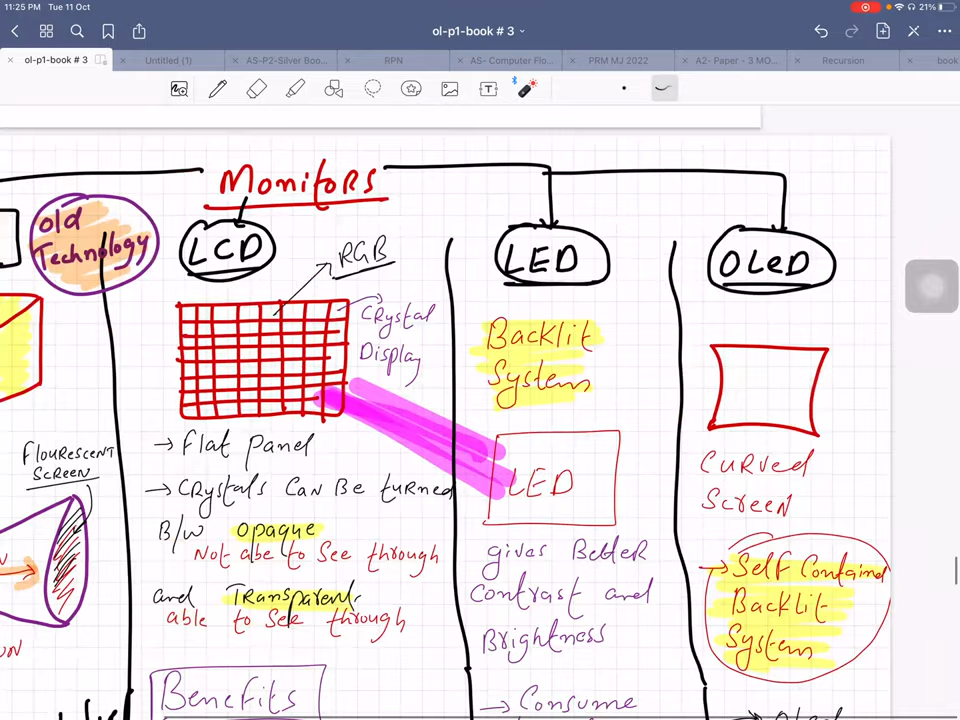 11:25 PM Tue 11 Oct
21%
ol-p1-book # 3
ol-p1-book # 3
Untitled (1)
AS-P2-Silver Boo...
RPN
AS- Computer Flo...
PRM MJ 2022
A2- Paper - 3 MO...
Recursion
book
T
Monitors
old
Technology
LCD
RGB
CRystal
Display
→ Flat Panel
→ CRystals CAN Be turned
B/W opaque
Not abe to See through
and TRansparent
able to See through
Benefits
FlouRescent
ScReen
LED
Backlit
System
LED
gives Better
Contrast and
Brightness
→ Consume
OLeD
CuRved
ScReeN
→ Self Contained
Backlit
System